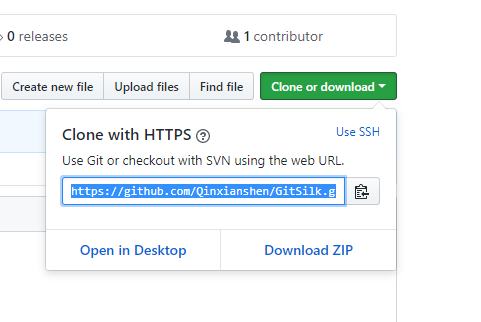 0 releases
1 contributor
Create new file
Upload files
Find file
Clone or download
Clone with HTTPS
Use SSH
Use Git or checkout with SVN using the web URL.
https://github.com/Qinxianshen/GitSilk.g
Open in Desktop
Download ZIP